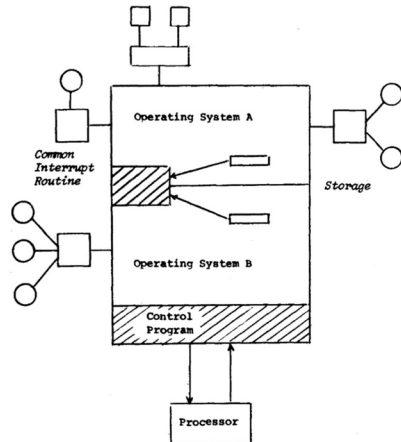 Operating System A
Common
Interrupt
Routine
Storage
Operating System B
Control
Program
Processor